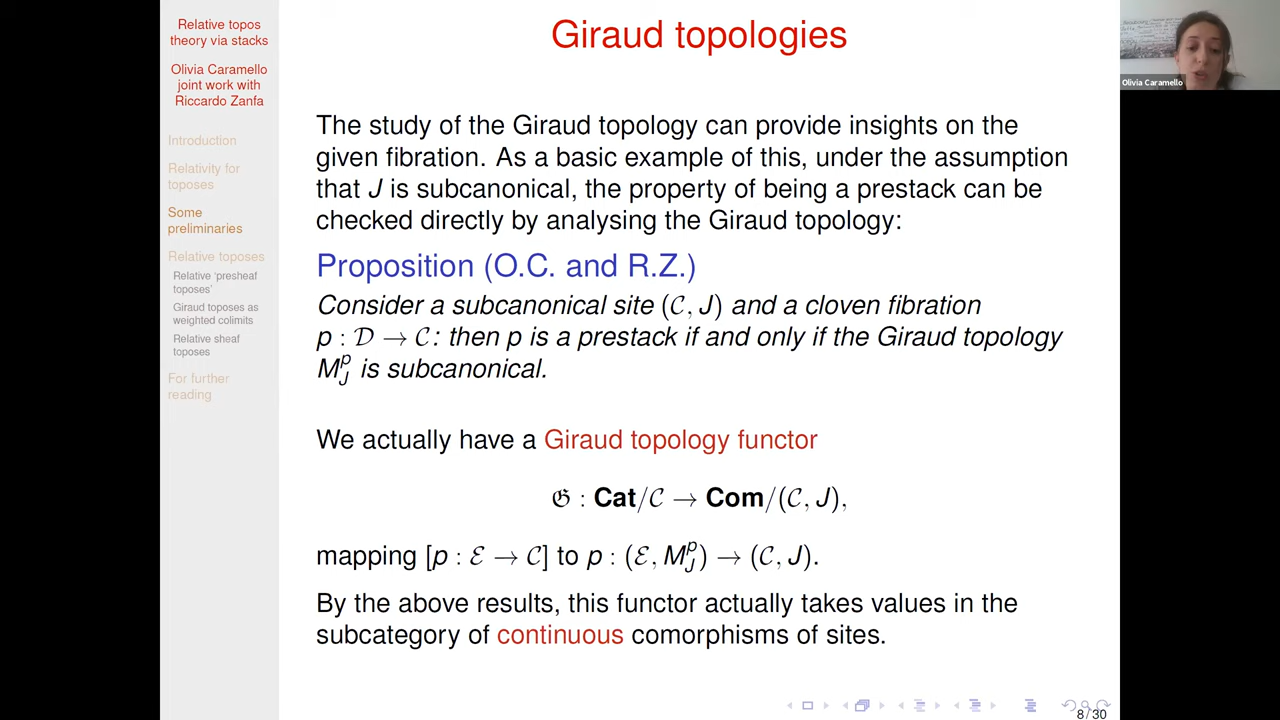 Relative topos
theory via stacks
Olivia Caramello
joint work with
Riccardo Zanfa
Introduction
Relativity for
toposes
Some
preliminaries
Relative toposes
Relative ‘presheaf
toposes’
Giraud toposes as
weighted colimits
Relative sheaf
toposes
For further
reading
Giraud topologies
The study of the Giraud topology can provide insights on the
given fibration. As a basic example of this, under the assumption
that J is subcanonical, the property of being a prestack can be
checked directly by analysing the Giraud topology:
Proposition (O.C. and R.Z.)
Consider a subcanonical site (𝒞, J) and a cloven fibration
p : 𝒟 → 𝒞: then p is a prestack if and only if the Giraud topology
M_J^p is subcanonical.
We actually have a Giraud topology functor
𝔊 : Cat/𝒞 → Com/(𝒞, J),
mapping [p : ℰ → 𝒞] to p : (ℰ, M_J^p) → (𝒞, J).
By the above results, this functor actually takes values in the
subcategory of continuous comorphisms of sites.
8 / 30
Olivia Caramello